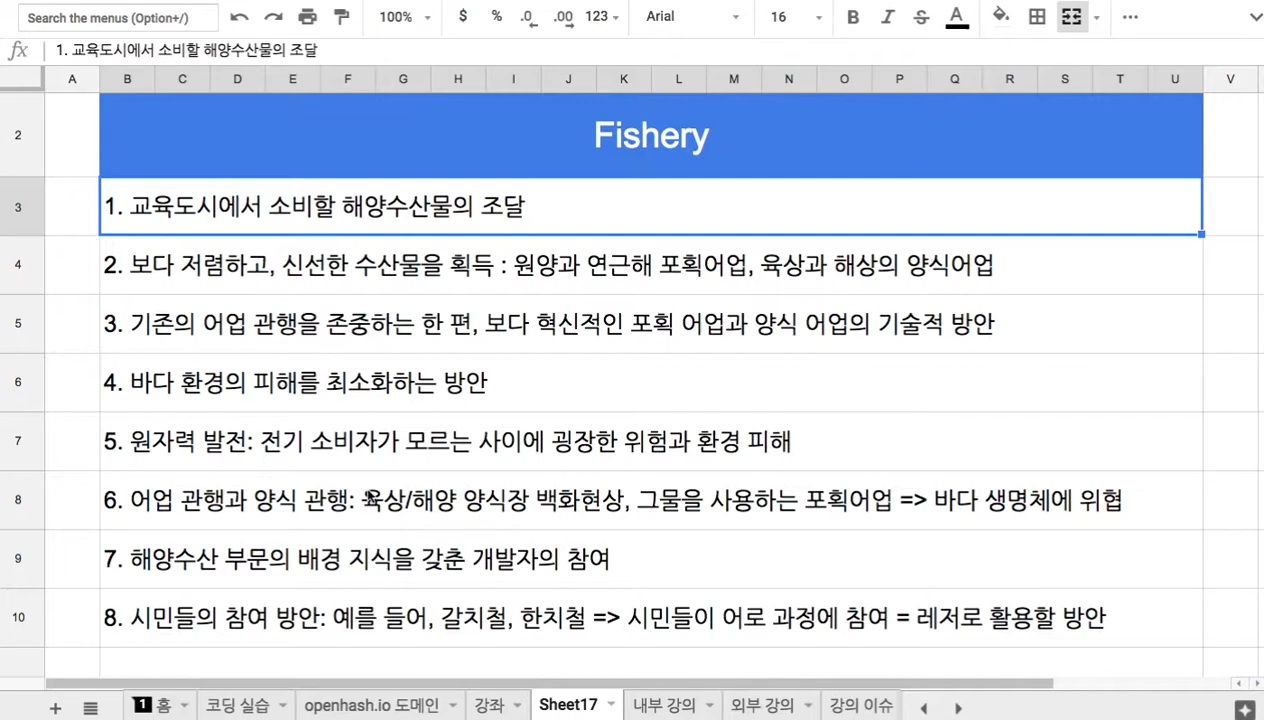 Search the menus (Option+/)
100%
$
%
.0
.00
123
Arial
16
B
I
S
A
fx
1. 교육도시에서 소비할 해양수산물의 조달
A B C D E F G H I J K L M N O P Q R S T U V
2
Fishery
3
1. 교육도시에서 소비할 해양수산물의 조달
4
2. 보다 저렴하고, 신선한 수산물을 획득 : 원양과 연근해 포획어업, 육상과 해상의 양식어업
5
3. 기존의 어업 관행을 존중하는 한 편, 보다 혁신적인 포획 어업과 양식 어업의 기술적 방안
6
4. 바다 환경의 피해를 최소화하는 방안
7
5. 원자력 발전: 전기 소비자가 모르는 사이에 굉장한 위험과 환경 피해
8
6. 어업 관행과 양식 관행: 육상/해양 양식장 백화현상, 그물을 사용하는 포획어업 => 바다 생명체에 위협
9
7. 해양수산 부문의 배경 지식을 갖춘 개발자의 참여
10
8. 시민들의 참여 방안: 예를 들어, 갈치철, 한치철 => 시민들이 어로 과정에 참여 = 레저로 활용할 방안
1 홈
코딩 실습
openhash.io 도메인
강좌
Sheet17
내부 강의
외부 강의
강의 이슈